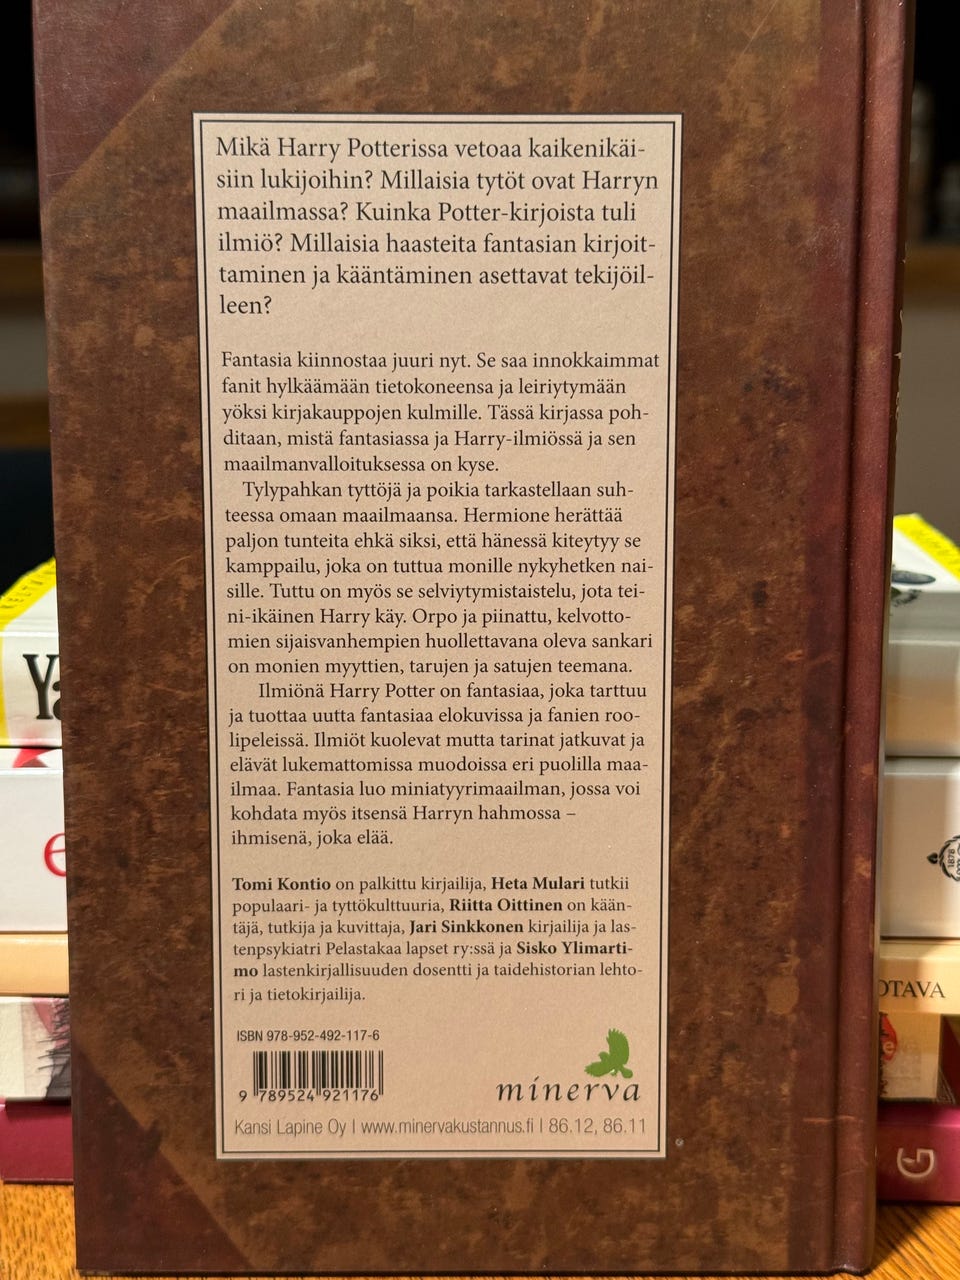 Mikä Harry Potterissa vetoaa kaikenikäi-
siin lukijoihin? Millaisia tytöt ovat Harryn
maailmassa? Kuinka Potter-kirjoista tuli
ilmiö? Millaisia haasteita fantasian kirjoit-
taminen ja kääntäminen asettavat tekijöil-
leen?
Fantasia kiinnostaa juuri nyt. Se saa innokkaimmat
fanit hylkäämään tietokoneensa ja leiriytymään
yöksi kirjakauppojen kulmille. Tässä kirjassa poh-
ditaan, mistä fantasiassa ja Harry-ilmiössä ja sen
maailmanvalloituksessa on kyse.
Tylypahkan tyttöjä ja poikia tarkastellaan suh-
teessa omaan maailmaansa. Hermione herättää
paljon tunteita ehkä siksi, että hänessä kiteytyy se
kamppailu, joka on tuttua monille nykyhetken nai-
sille. Tuttu on myös se selviytymistaistelu, jota tei-
ni-ikäinen Harry käy. Orpo ja piinattu, kelvotto-
mien sijaisvanhempien huollettavana oleva sankari
on monien myyttien, tarujen ja satujen teemana.
Ilmiönä Harry Potter on fantasiaa, joka tarttuu
ja tuottaa uutta fantasiaa elokuvissa ja fanien roo-
lipeleissä. Ilmiöt kuolevat mutta tarinat jatkuvat ja
elävät lukemattomissa muodoissa eri puolilla maa-
ilmaa. Fantasia luo miniatyyrimaailman, jossa voi
kohdata myös itsensä Harryn hahmossa –
ihmisenä, joka elää.
Tomi Kontio on palkittu kirjailija, Heta Mulari tutkii
populaari- ja tyttökulttuuria, Riitta Oittinen on kään-
täjä, tutkija ja kuvittaja, Jari Sinkkonen kirjailija ja las-
tenpsykiatri Pelastakaa lapset ry:ssä ja Sisko Ylimarti-
mo lastenkirjallisuuden dosentti ja taidehistorian lehto-
ri ja tietokirjailija.
ISBN 978-952-492-117-6
9 789524 921176
minerva
Kansi Lapine Oy | www.minervakustannus.fi | 86.12, 86.11
OTAVA
1878
G